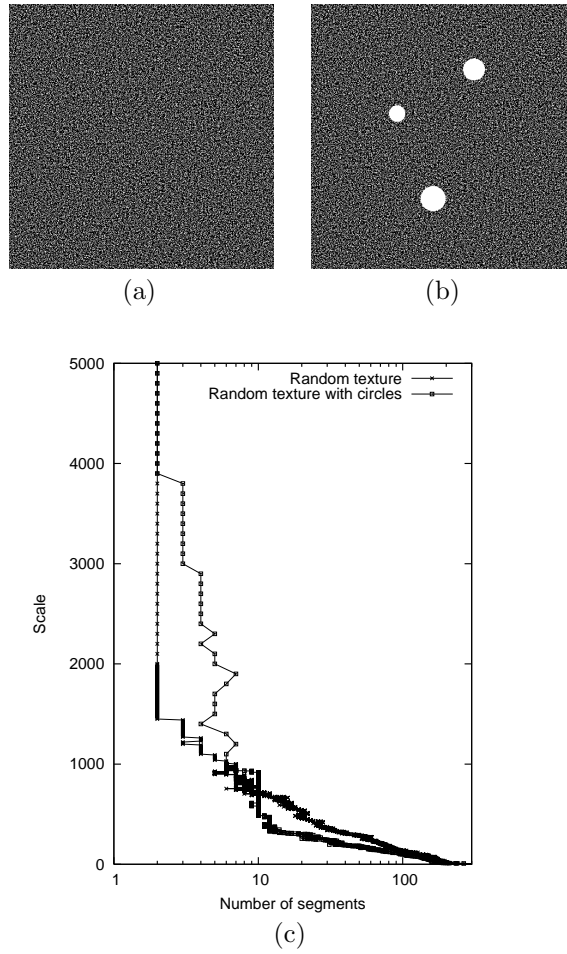 (a)
(b)
5000
4000
3000
2000
1000
0
Scale
Random texture
Random texture with circles
1
10
100
Number of segments
(c)